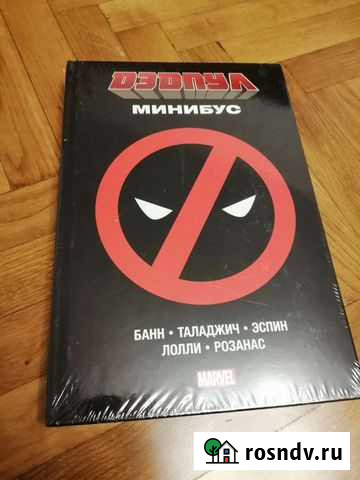 ДЭДПУЛ
МИНИБУС
БАНН • ТАЛАДЖИЧ • ЭСПИН
ЛОЛЛИ • РОЗАНАС
MARVEL
rosndv.ru